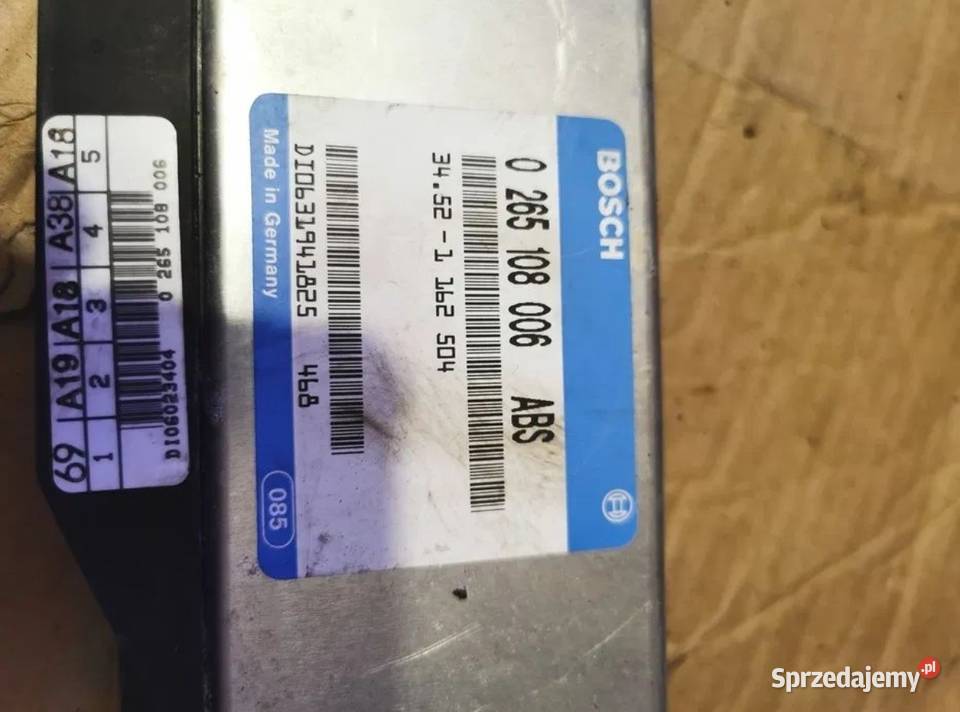 BOSCH
0 265 108 006 ABS
34.52 - 1 162 504
DI0631941825 468
Made in Germany 085
69 A19 A18 A38 A18
1 2 3 4 5
0 265 108 006
DI06023404
Sprzedajemy.pl